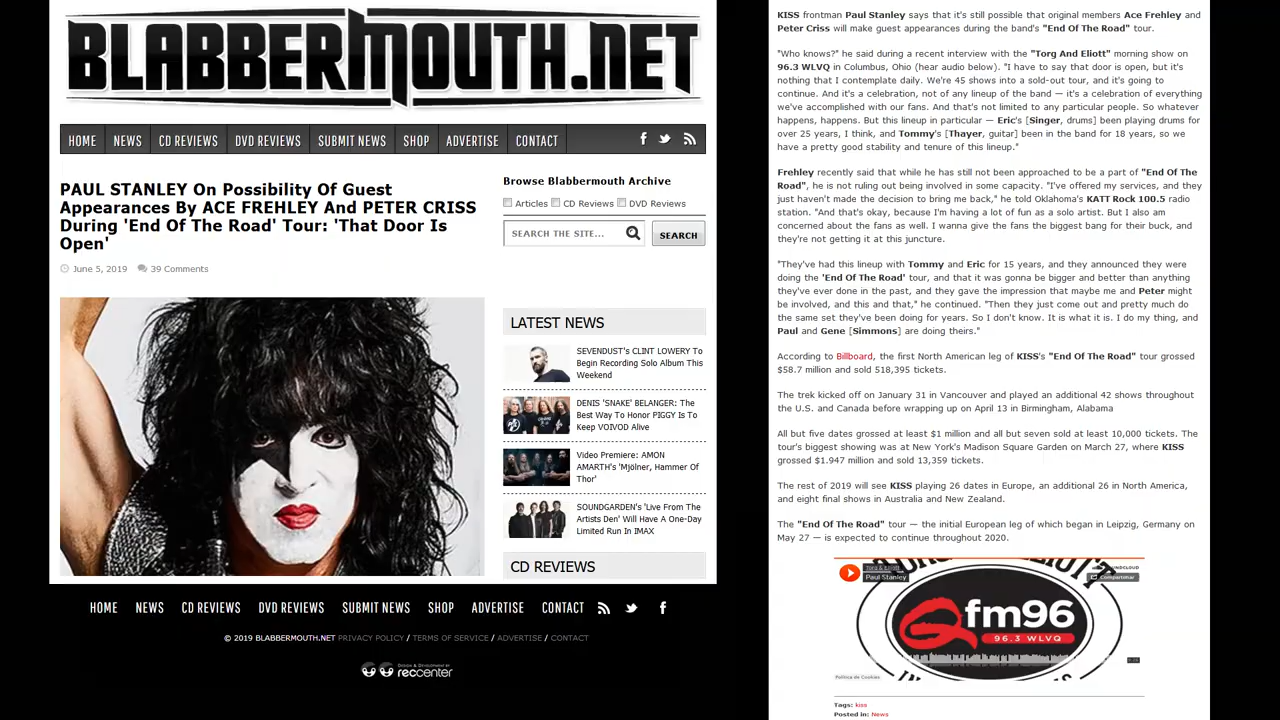 BLABBERMOUTH.NET
HOME NEWS CD REVIEWS DVD REVIEWS SUBMIT NEWS SHOP ADVERTISE CONTACT
PAUL STANLEY On Possibility Of Guest
Appearances By ACE FREHLEY And PETER CRISS
During 'End Of The Road' Tour: 'That Door Is
Open'
June 5, 2019 39 Comments
Browse Blabbermouth Archive
Articles CD Reviews DVD Reviews
SEARCH THE SITE... SEARCH
LATEST NEWS
SEVENDUST's CLINT LOWERY To
Begin Recording Solo Album This
Weekend
DENIS 'SNAKE' BELANGER: The
Best Way To Honor PIGGY Is To
Keep VOIVOD Alive
Video Premiere: AMON
AMARTH's 'Mjölner, Hammer Of
Thor'
SOUNDGARDEN's 'Live From The
Artists Den' Will Have A One-Day
Limited Run In IMAX
CD REVIEWS
HOME NEWS CD REVIEWS DVD REVIEWS SUBMIT NEWS SHOP ADVERTISE CONTACT
© 2019 BLABBERMOUTH.NET PRIVACY POLICY / TERMS OF SERVICE / ADVERTISE / CONTACT
DESIGN & DEVELOPMENT BY
reccenter
KISS frontman Paul Stanley says that it's still possible that original members Ace Frehley and
Peter Criss will make guest appearances during the band's "End Of The Road" tour.
"Who knows?" he said during a recent interview with the "Torg And Eliott" morning show on
96.3 WLVQ in Columbus, Ohio (hear audio below). "I have to say that door is open, but it's
nothing that I contemplate daily. We're 45 shows into a sold-out tour, and it's going to
continue. And it's a celebration, not of any lineup of the band — it's a celebration of everything
we've accomplished with our fans. And that's not limited to any particular people. So whatever
happens, happens. But this lineup in particular — Eric's [Singer, drums] been playing drums for
over 25 years, I think, and Tommy's [Thayer, guitar] been in the band for 18 years, so we
have a pretty good stability and tenure of this lineup."
Frehley recently said that while he has still not been approached to be a part of "End Of The
Road", he is not ruling out being involved in some capacity. "I've offered my services, and they
just haven't made the decision to bring me back," he told Oklahoma's KATT Rock 100.5 radio
station. "And that's okay, because I'm having a lot of fun as a solo artist. But I also am
concerned about the fans as well. I wanna give the fans the biggest bang for their buck, and
they're not getting it at this juncture.
"They've had this lineup with Tommy and Eric for 15 years, and they announced they were
doing the 'End Of The Road' tour, and that it was gonna be bigger and better than anything
they've ever done in the past, and they gave the impression that maybe me and Peter might
be involved, and this and that," he continued. "Then they just come out and pretty much do
the same set they've been doing for years. So I don't know. It is what it is. I do my thing, and
Paul and Gene [Simmons] are doing theirs."
According to Billboard, the first North American leg of KISS's "End Of The Road" tour grossed
$58.7 million and sold 518,395 tickets.
The trek kicked off on January 31 in Vancouver and played an additional 42 shows throughout
the U.S. and Canada before wrapping up on April 13 in Birmingham, Alabama
All but five dates grossed at least $1 million and all but seven sold at least 10,000 tickets. The
tour's biggest showing was at New York's Madison Square Garden on March 27, where KISS
grossed $1.947 million and sold 13,359 tickets.
The rest of 2019 will see KISS playing 26 dates in Europe, an additional 26 in North America,
and eight final shows in Australia and New Zealand.
The "End Of The Road" tour — the initial European leg of which began in Leipzig, Germany on
May 27 — is expected to continue throughout 2020.
Torg & Elliott
Paul Stanley
SOUNDCLOUD
Compartilhar
Qfm96
96.3 WLVQ
Política de Cookies
Tags: kiss
Posted in: News